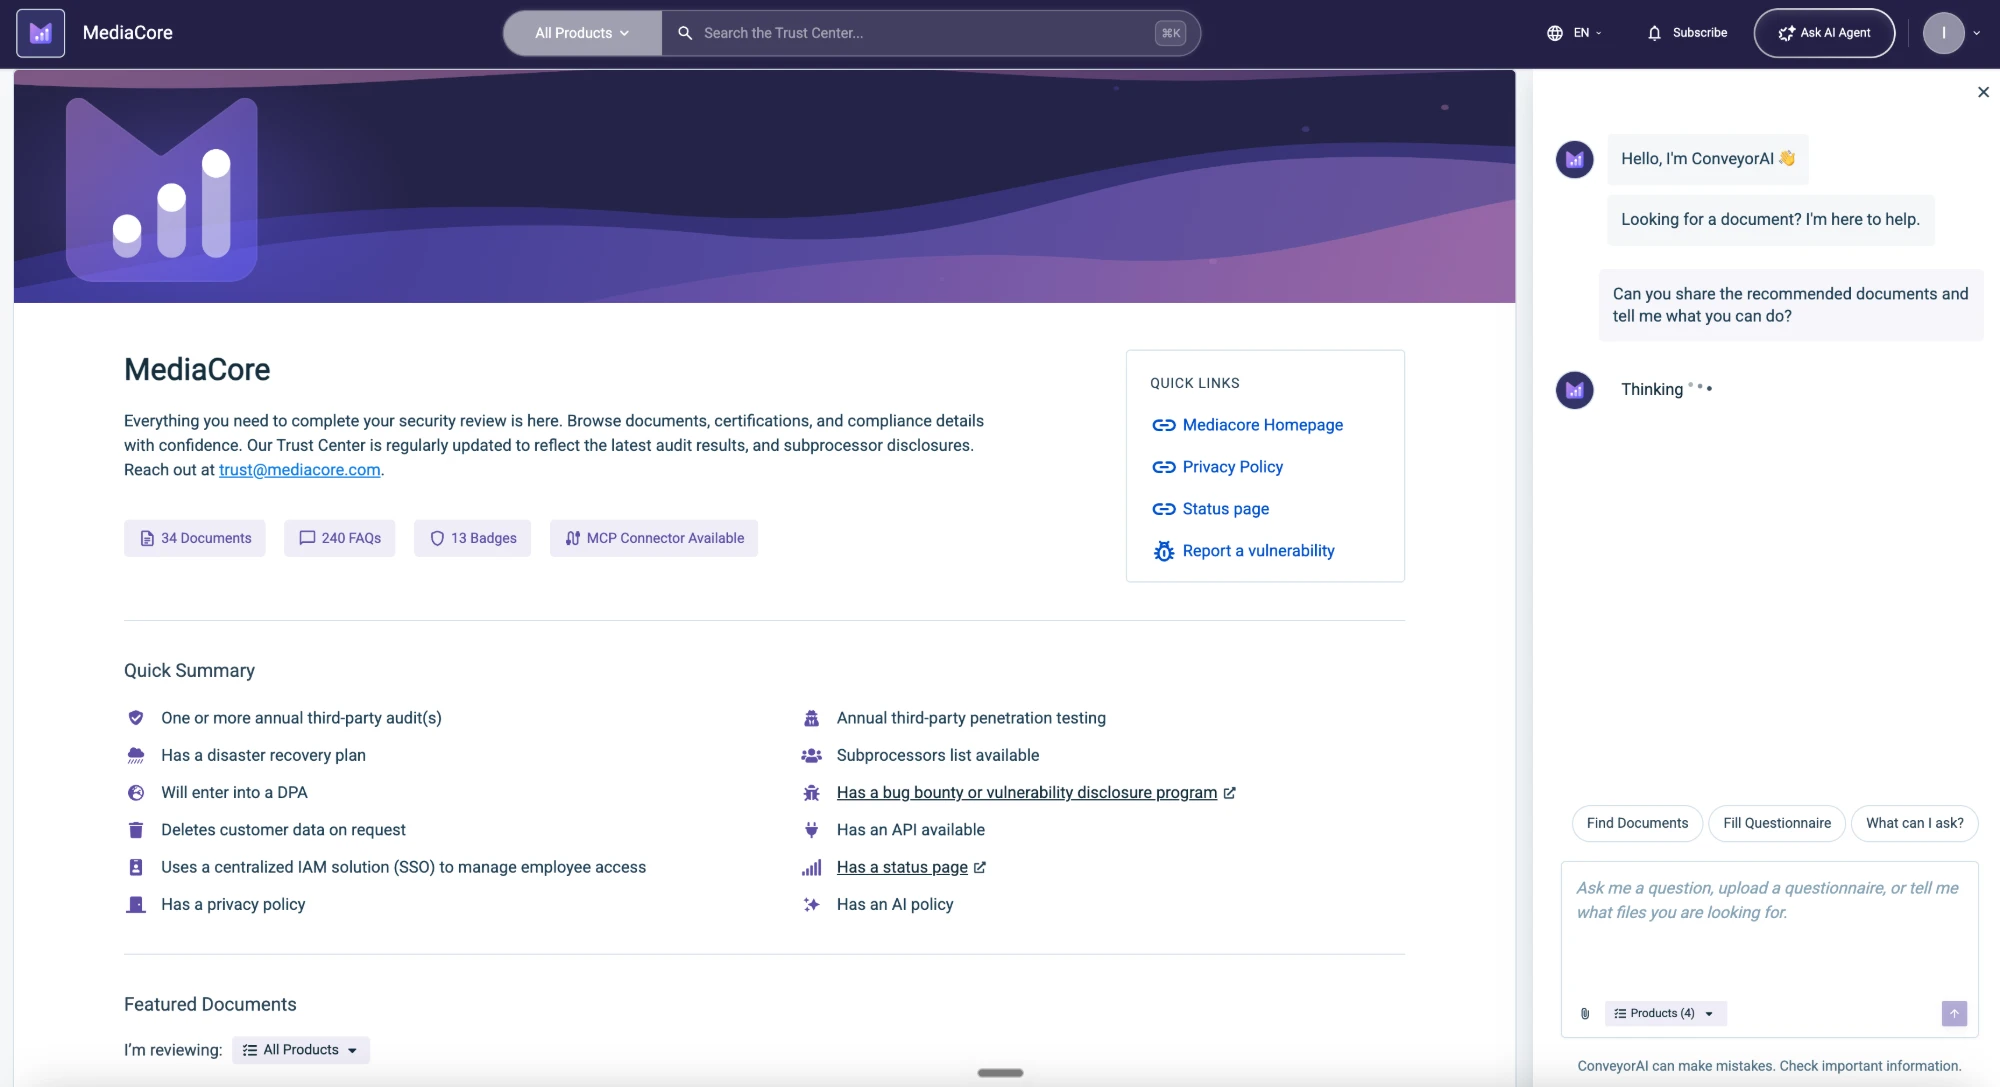 MediaCore
All Products
Search the Trust Center...
⌘K
EN
Subscribe
Ask AI Agent
I
MediaCore
Everything you need to complete your security review is here. Browse documents, certifications, and compliance details
with confidence. Our Trust Center is regularly updated to reflect the latest audit results, and subprocessor disclosures.
Reach out at trust@mediacore.com.
34 Documents
240 FAQs
13 Badges
MCP Connector Available
QUICK LINKS
Mediacore Homepage
Privacy Policy
Status page
Report a vulnerability
Quick Summary
One or more annual third-party audit(s)
Has a disaster recovery plan
Will enter into a DPA
Deletes customer data on request
Uses a centralized IAM solution (SSO) to manage employee access
Has a privacy policy
Annual third-party penetration testing
Subprocessors list available
Has a bug bounty or vulnerability disclosure program
Has an API available
Has a status page
Has an AI policy
Featured Documents
I'm reviewing:
All Products
Hello, I'm ConveyorAI 👋
Looking for a document? I'm here to help.
Can you share the recommended documents and
tell me what you can do?
Thinking
Find Documents
Fill Questionnaire
What can I ask?
Ask me a question, upload a questionnaire, or tell me
what files you are looking for.
Products (4)
ConveyorAI can make mistakes. Check important information.